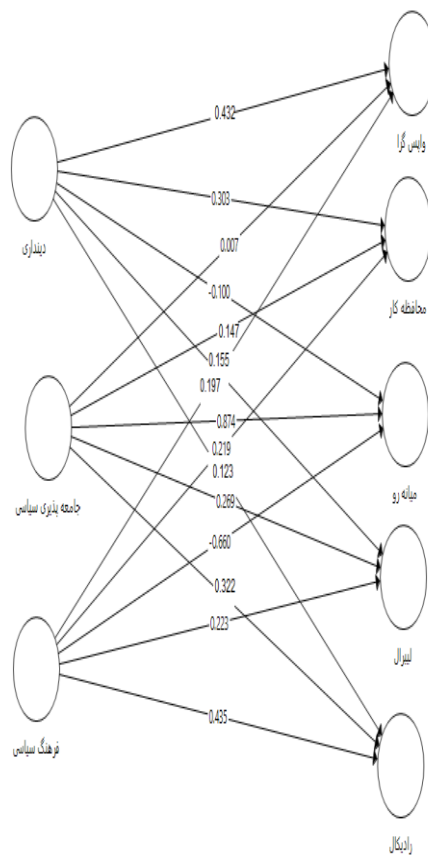 واپس گرا
0.432
دینداری
0.303
محافظه کار
0.007
-0.100
0.147
0.155
0.197
میانه رو
0.874
جامعه پذیری سیاسی
0.219
0.123
0.269
-0.660
لیبرال
0.322
0.223
فرهنگ سیاسی
0.435
رادیکال